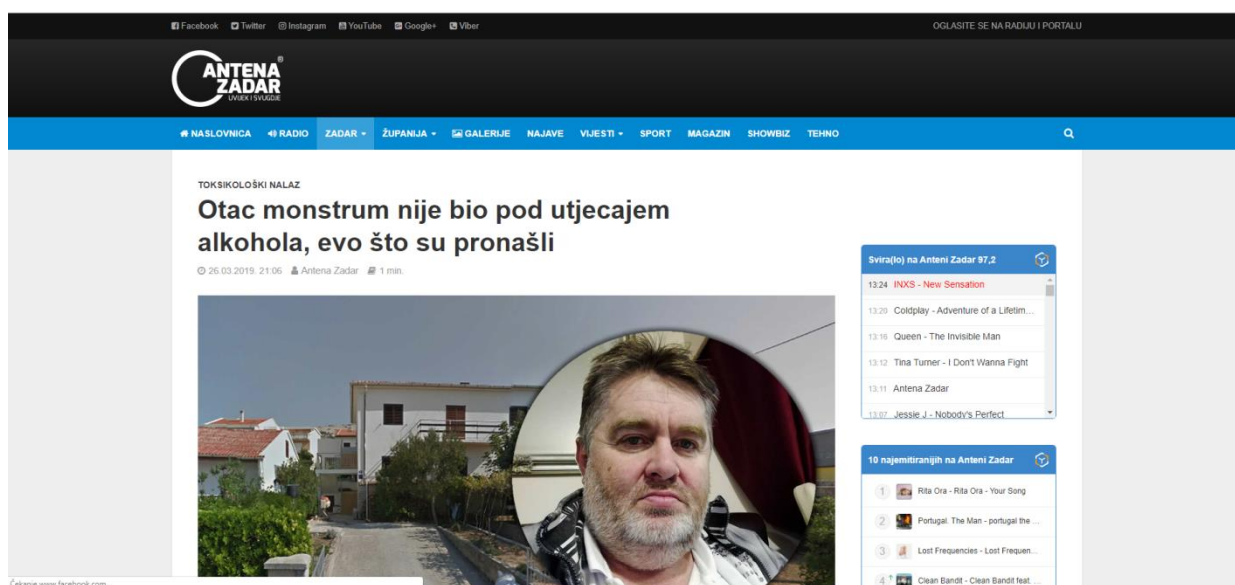 Facebook Twitter Instagram YouTube Google+ Viber OGLASITE SE NA RADIJU I PORTALU
ANTENA®
ZADAR
UVIJEK I SVUGDJE
NASLOVNICA RADIO ZADAR ŽUPANIJA GALERIJE NAJAVE VIJESTI SPORT MAGAZIN SHOWBIZ TEHNO
TOKSIKOLOŠKI NALAZ
Otac monstrum nije bio pod utjecajem
alkohola, evo što su pronašli
26.03.2019. 21:06 Antena Zadar 1 min.
Svira(lo) na Anteni Zadar 97,2
13:24 INXS - New Sensation
13:20 Coldplay - Adventure of a Lifetim...
13:16 Queen - The Invisible Man
13:12 Tina Turner - I Don't Wanna Fight
13:11 Antena Zadar
13:07 Jessie J - Nobody's Perfect
10 najemitiranijih na Anteni Zadar
1 Rita Ora - Rita Ora - Your Song
2 Portugal. The Man - portugal the ...
3 Lost Frequencies - Lost Frequen...
4 Clean Bandit - Clean Bandit feat. ...
Čekanje www.facebook.com